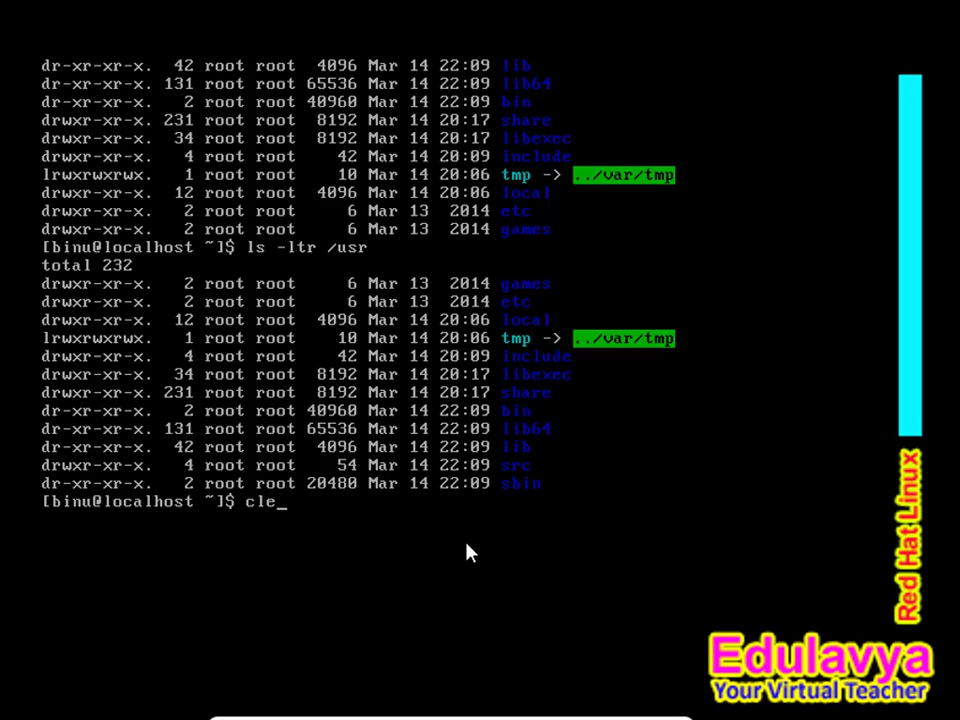 dr-xr-xr-x. 42 root root 4096 Mar 14 22:09 lib
dr-xr-xr-x. 131 root root 65536 Mar 14 22:09 lib64
dr-xr-xr-x. 2 root root 40960 Mar 14 22:09 bin
drwxr-xr-x. 231 root root 8192 Mar 14 20:17 share
drwxr-xr-x. 34 root root 8192 Mar 14 20:17 libexec
drwxr-xr-x. 4 root root 42 Mar 14 20:09 include
lrwxrwxrwx. 1 root root 10 Mar 14 20:06 tmp -> ../var/tmp
drwxr-xr-x. 12 root root 4096 Mar 14 20:06 local
drwxr-xr-x. 2 root root 6 Mar 13 2014 etc
drwxr-xr-x. 2 root root 6 Mar 13 2014 games
[binu@localhost ~]$ ls -ltr /usr
total 232
drwxr-xr-x. 2 root root 6 Mar 13 2014 games
drwxr-xr-x. 2 root root 6 Mar 13 2014 etc
drwxr-xr-x. 12 root root 4096 Mar 14 20:06 local
lrwxrwxrwx. 1 root root 10 Mar 14 20:06 tmp -> ../var/tmp
drwxr-xr-x. 4 root root 42 Mar 14 20:09 include
drwxr-xr-x. 34 root root 8192 Mar 14 20:17 libexec
drwxr-xr-x. 231 root root 8192 Mar 14 20:17 share
dr-xr-xr-x. 2 root root 40960 Mar 14 22:09 bin
dr-xr-xr-x. 131 root root 65536 Mar 14 22:09 lib64
dr-xr-xr-x. 42 root root 4096 Mar 14 22:09 lib
drwxr-xr-x. 4 root root 54 Mar 14 22:09 src
dr-xr-xr-x. 2 root root 20480 Mar 14 22:09 sbin
[binu@localhost ~]$ cle_
Red Hat Linux
Edulavya
Your Virtual Teacher